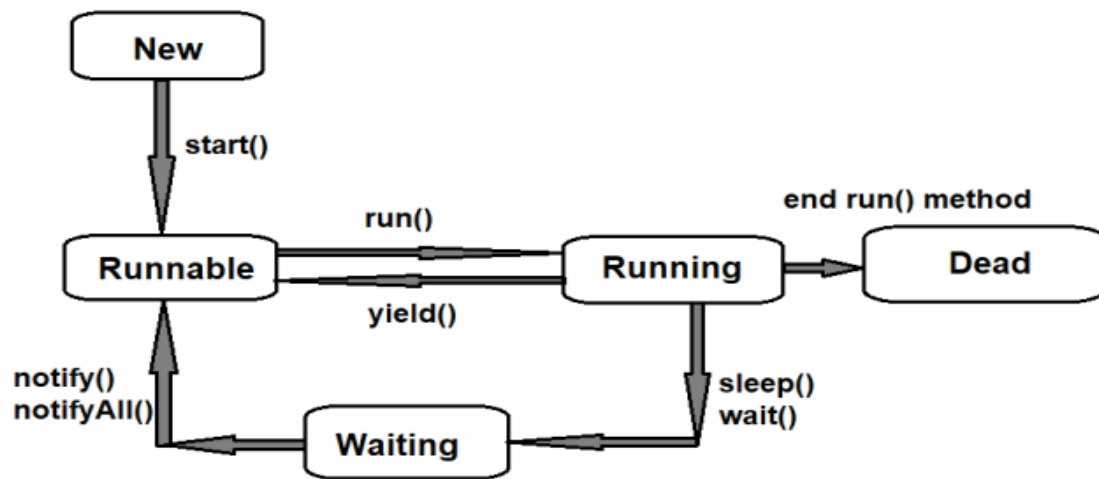 New
start()
end run() method
run()
Runnable
Running
Dead
yield()
notify()
notifyAll()
sleep()
wait()
Waiting